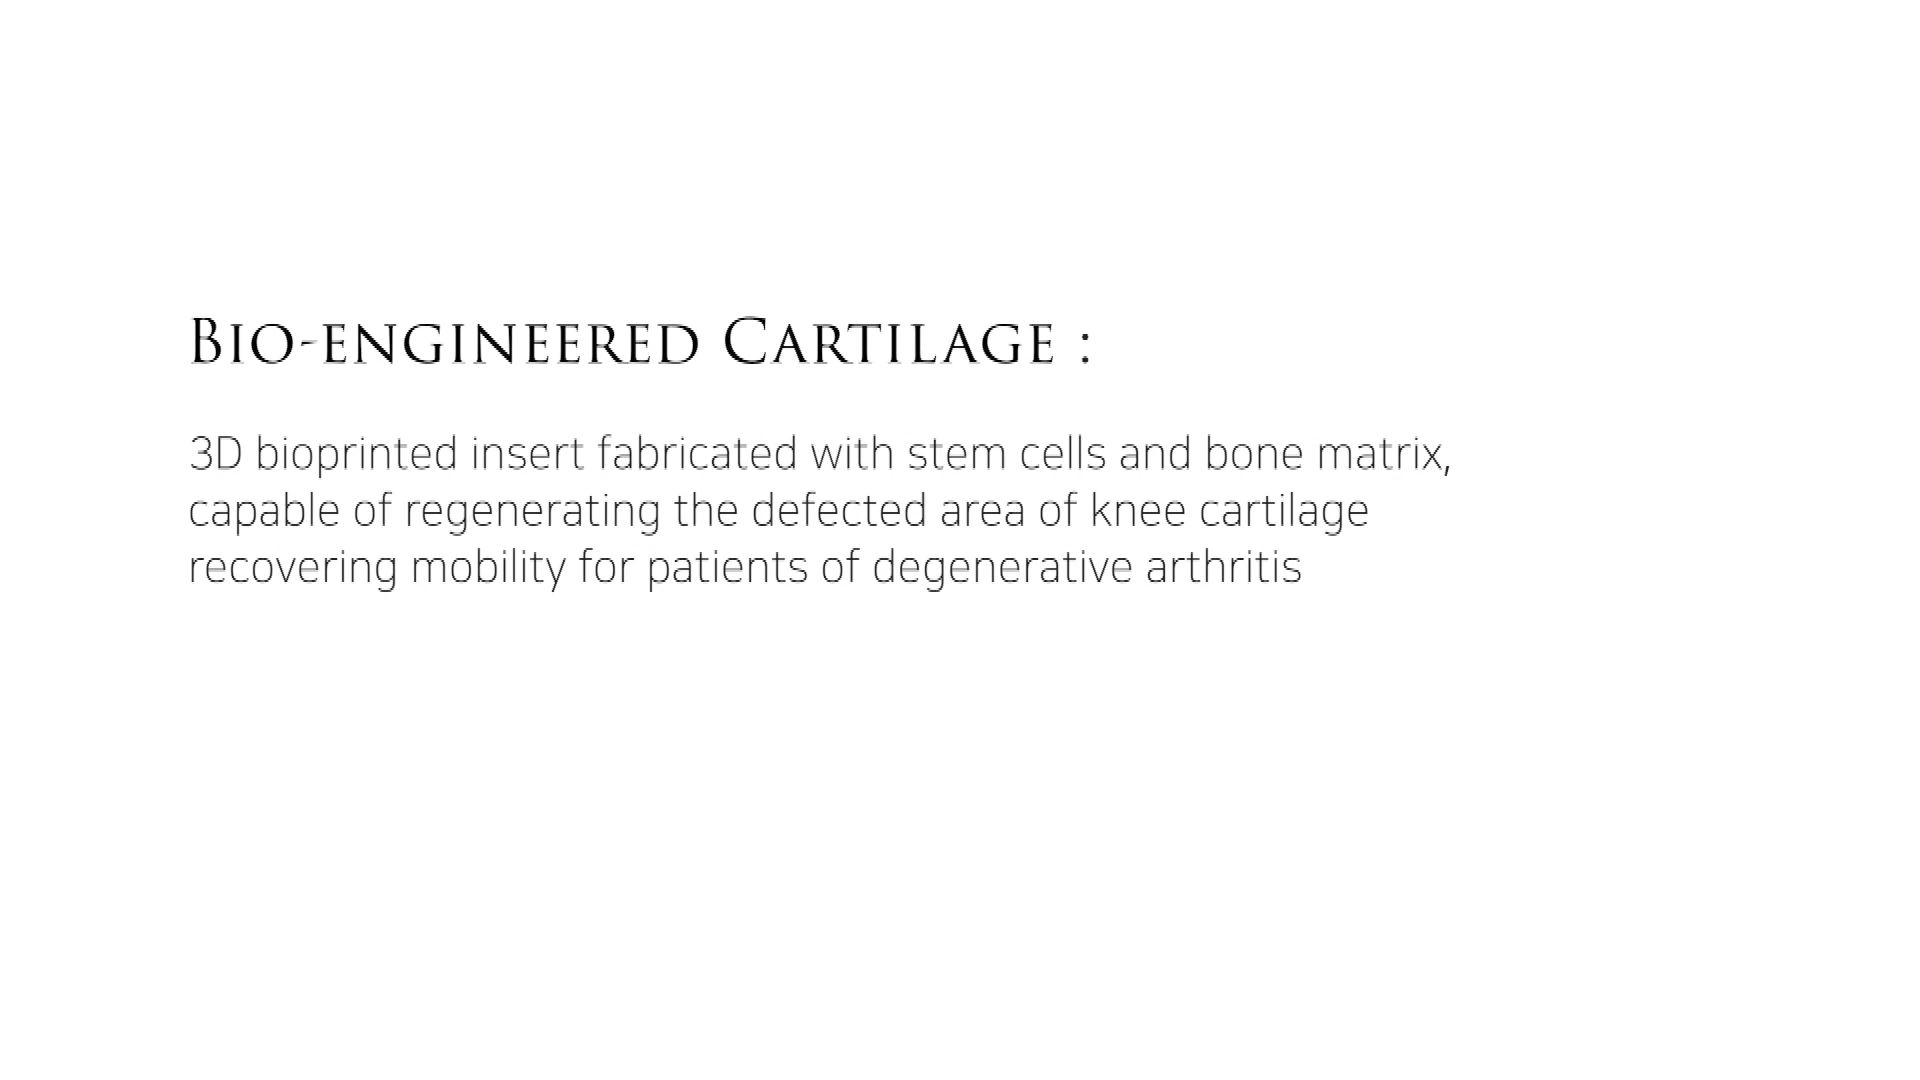 Bio-engineered Cartilage :
3D bioprinted insert fabricated with stem cells and bone matrix,
capable of regenerating the defected area of knee cartilage
recovering mobility for patients of degenerative arthritis